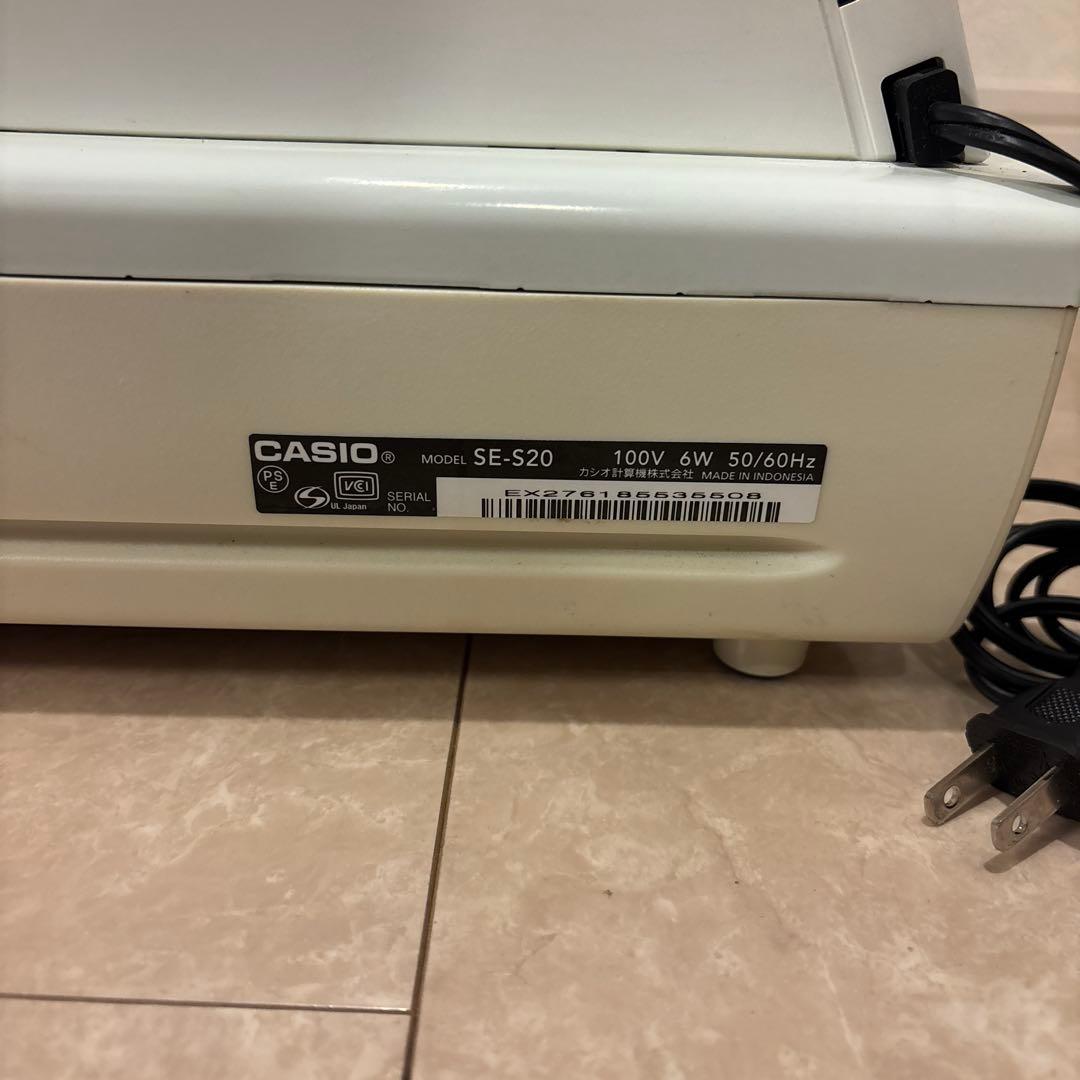 CASIO® MODEL SE-S20 100V 6W 50/60Hz
カシオ計算機株式会社 MADE IN INDONESIA
PS
E
VCI
UL Japan
SERIAL
NO.
EX276185535508